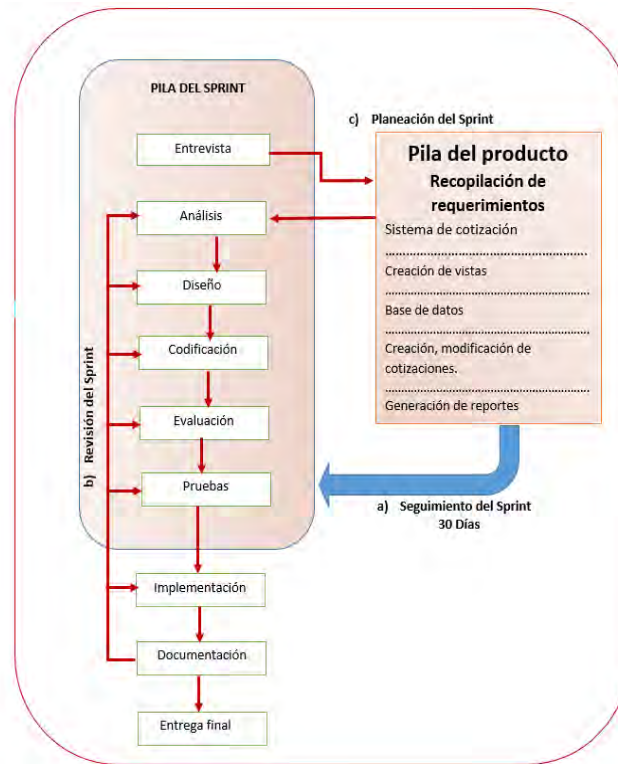 PILA DEL SPRINT
Entrevista
Análisis
Diseño
Codificación
Evaluación
Pruebas
Implementación
Documentación
Entrega final
b) Revisión del Sprint
c) Planeación del Sprint
Pila del producto
Recopilación de
requerimientos
Sistema de cotización
Creación de vistas
Base de datos
Creación, modificación de
cotizaciones.
Generación de reportes
a) Seguimiento del Sprint
30 Días